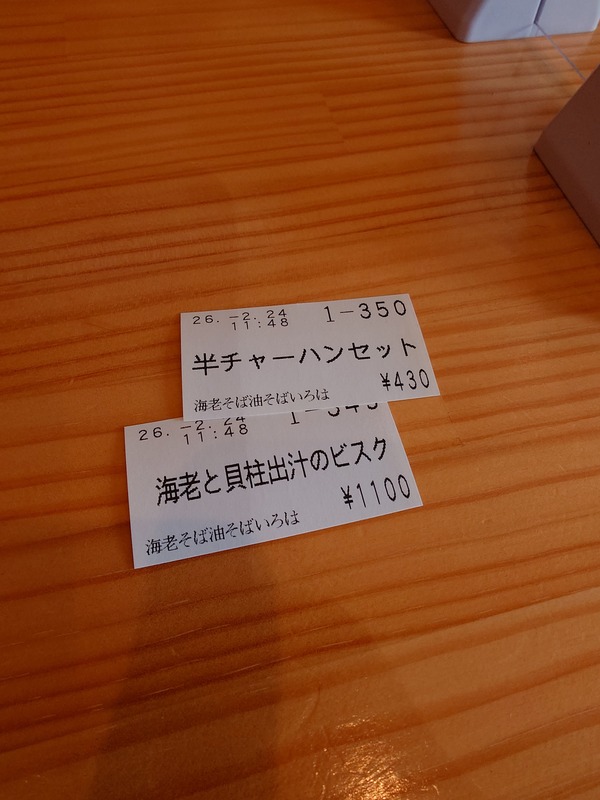 26. -2. 24 1-350
11:48
半チャーハンセット
¥430
海老そば油そばいろは
26. -2. 24
11:48
海老と貝柱出汁のビスク
¥1100
海老そば油そばいろは